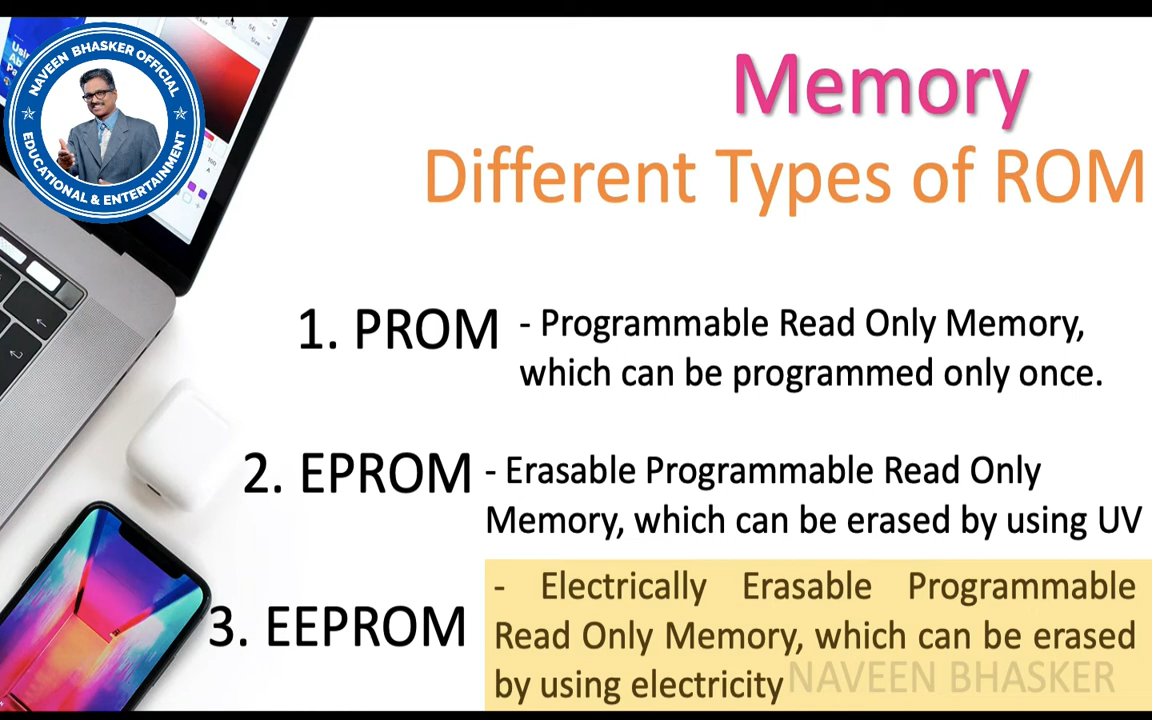 NAVEEN BHASKER OFFICIAL
EDUCATIONAL & ENTERTAINMENT
Memory
Different Types of ROM
1. PROM - Programmable Read Only Memory,
which can be programmed only once.
2. EPROM - Erasable Programmable Read Only
Memory, which can be erased by using UV
3. EEPROM - Electrically Erasable Programmable
Read Only Memory, which can be erased
by using electricity
NAVEEN BHASKER